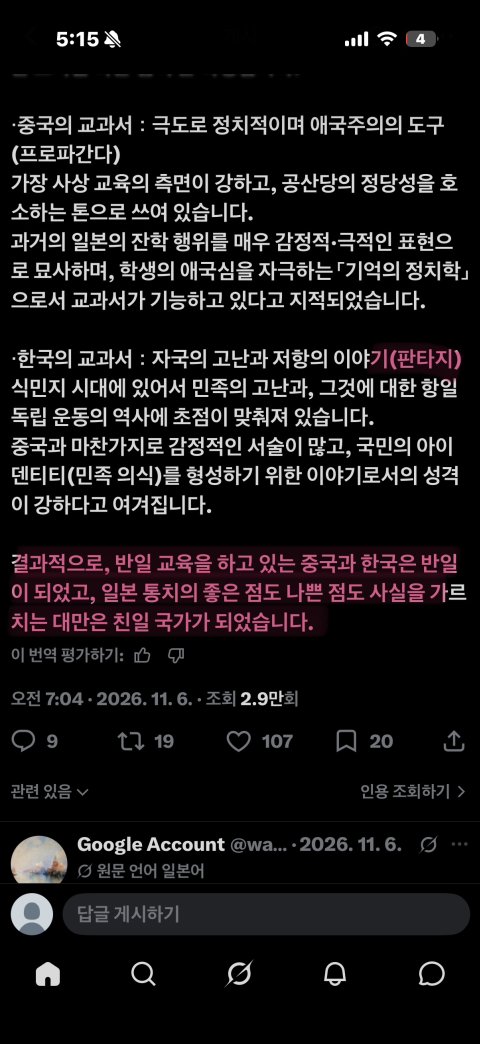 5:15
4
·중국의 교과서 : 극도로 정치적이며 애국주의의 도구
(프로파간다)
가장 사상 교육의 측면이 강하고, 공산당의 정당성을 호
소하는 톤으로 쓰여 있습니다.
과거의 일본의 잔학 행위를 매우 감정적·극적인 표현으
로 묘사하며, 학생의 애국심을 자극하는 「기억의 정치학」
으로서 교과서가 기능하고 있다고 지적되었습니다.
·한국의 교과서 : 자국의 고난과 저항의 이야기(판타지)
식민지 시대에 있어서 민족의 고난과, 그것에 대한 항일
독립 운동의 역사에 초점이 맞춰져 있습니다.
중국과 마찬가지로 감정적인 서술이 많고, 국민의 아이
덴티티(민족 의식)를 형성하기 위한 이야기로서의 성격
이 강하다고 여겨집니다.
결과적으로, 반일 교육을 하고 있는 중국과 한국은 반일
이 되었고, 일본 통치의 좋은 점도 나쁜 점도 사실을 가르
치는 대만은 친일 국가가 되었습니다.
이 번역 평가하기:
오전 7:04 · 2026. 11. 6. · 조회 2.9만회
9 19 107 20
관련 있음 인용 조회하기
Google Account @wa... · 2026. 11. 6.
원문 언어 일본어
답글 게시하기